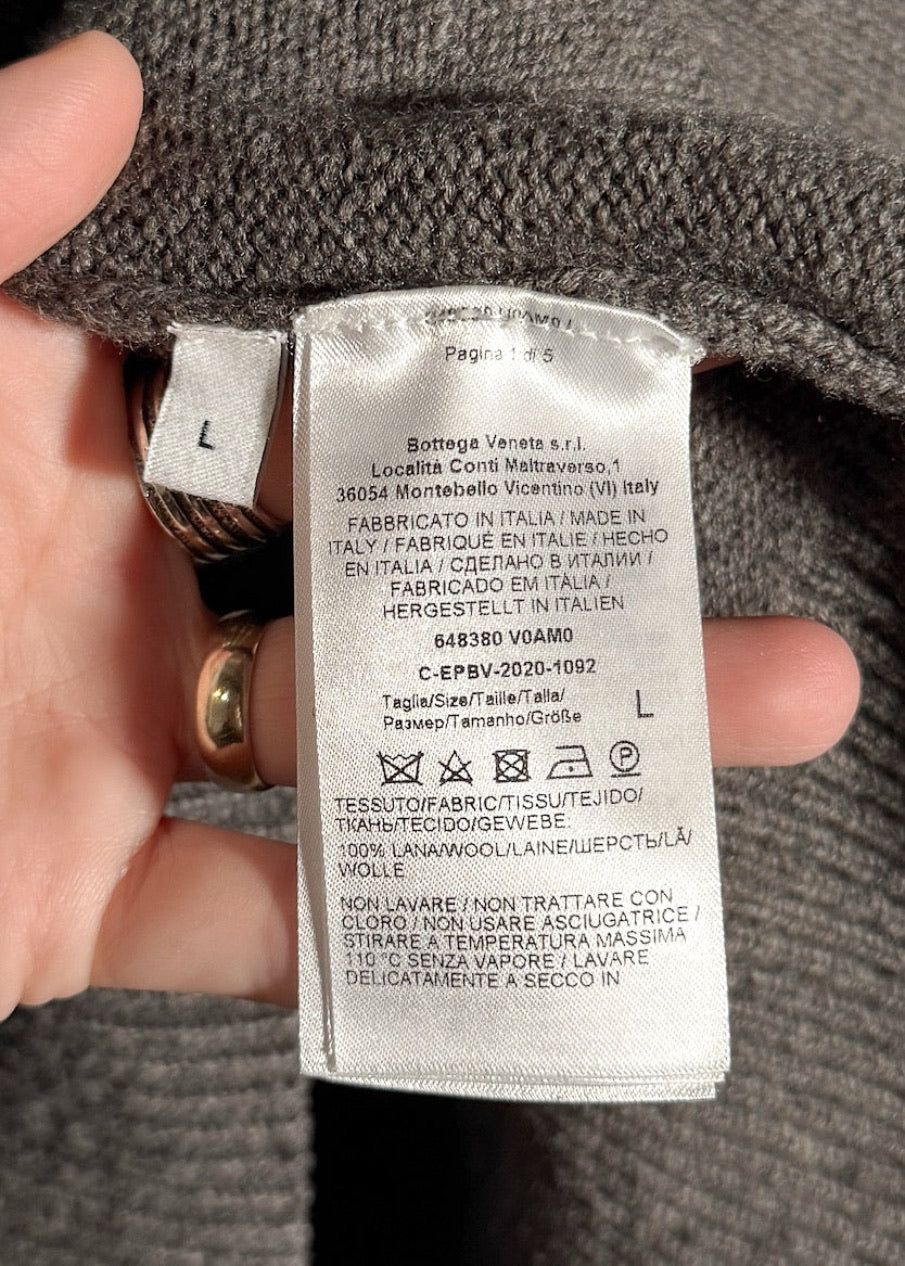 L
Pagina 1 di 5
Bottega Veneta s.r.l.
Località Conti Maltraverso,1
36054 Montebello Vicentino (VI) Italy
FABBRICATO IN ITALIA / MADE IN
ITALY / FABRIQUÉ EN ITALIE / HECHO
EN ITALIA / СДЕЛАНО В ИТАЛИИ /
FABRICADO EM ITALIA /
HERGESTELLT IN ITALIEN
648380 V0AM0
C-EPBV-2020-1092
Taglia/Size/Taille/Talla/
Размер/Tamanho/Größe L
P
TESSUTO/FABRIC/TISSU/TEJIDO/
ТКАНЬ/TECIDO/GEWEBE:
100% LANA/WOOL/LAINE/ШЕРСТЬ/LÃ/
WOLLE
NON LAVARE / NON TRATTARE CON
CLORO / NON USARE ASCIUGATRICE /
STIRARE A TEMPERATURA MASSIMA
110 °C SENZA VAPORE / LAVARE
DELICATAMENTE A SECCO IN